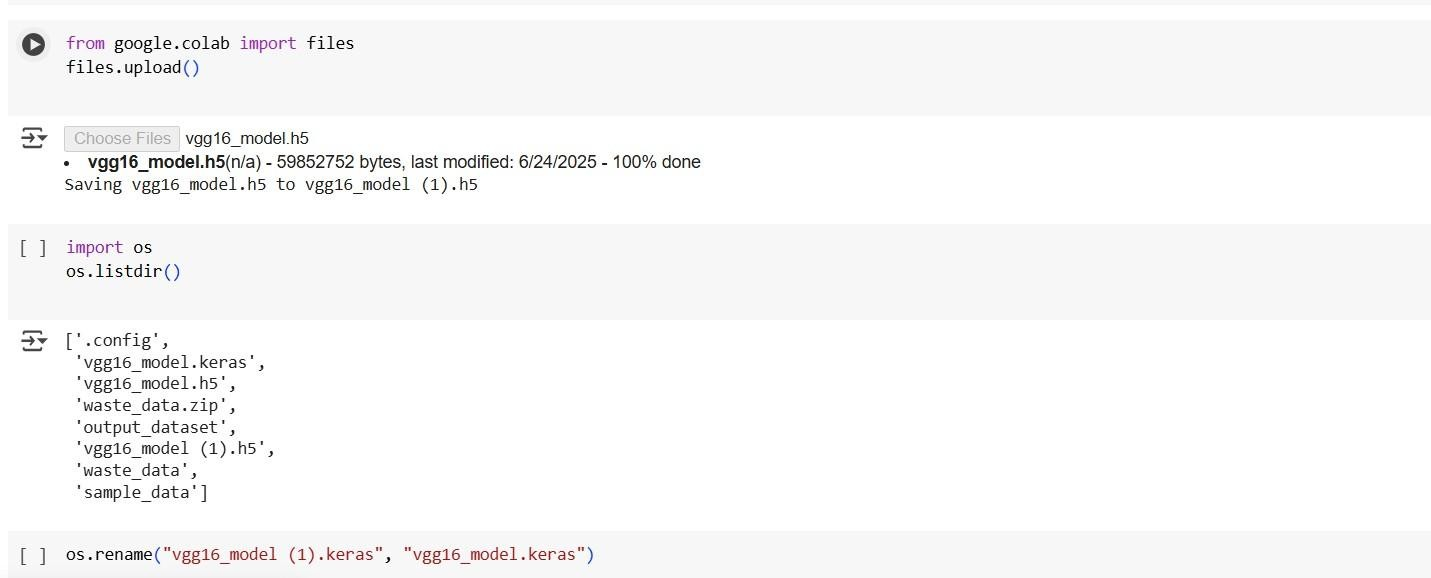 from google.colab import files
files.upload()
Choose Files vgg16_model.h5
• vgg16_model.h5(n/a) - 59852752 bytes, last modified: 6/24/2025 - 100% done
Saving vgg16_model.h5 to vgg16_model (1).h5
[ ] import os
os.listdir()
['.config',
'vgg16_model.keras',
'vgg16_model.h5',
'waste_data.zip',
'output_dataset',
'vgg16_model (1).h5',
'waste_data',
'sample_data']
[ ] os.rename("vgg16_model (1).keras", "vgg16_model.keras")